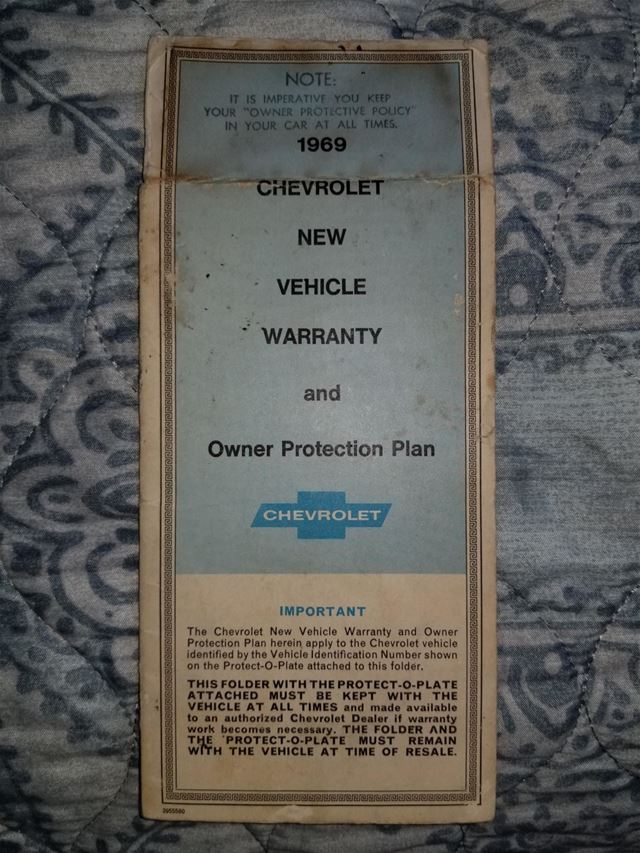 NOTE:
IT IS IMPERATIVE YOU KEEP
YOUR "OWNER PROTECTIVE POLICY"
IN YOUR CAR AT ALL TIMES.
1969
CHEVROLET
NEW
VEHICLE
WARRANTY
and
Owner Protection Plan
CHEVROLET
IMPORTANT
The Chevrolet New Vehicle Warranty and Owner
Protection Plan herein apply to the Chevrolet vehicle
identified by the Vehicle Identification Number shown
on the Protect-O-Plate attached to this folder.
THIS FOLDER WITH THE PROTECT-O-PLATE
ATTACHED MUST BE KEPT WITH THE
VEHICLE AT ALL TIMES and made available
to an authorized Chevrolet Dealer if warranty
work becomes necessary. THE FOLDER AND
THE PROTECT-O-PLATE MUST REMAIN
WITH THE VEHICLE AT TIME OF RESALE.